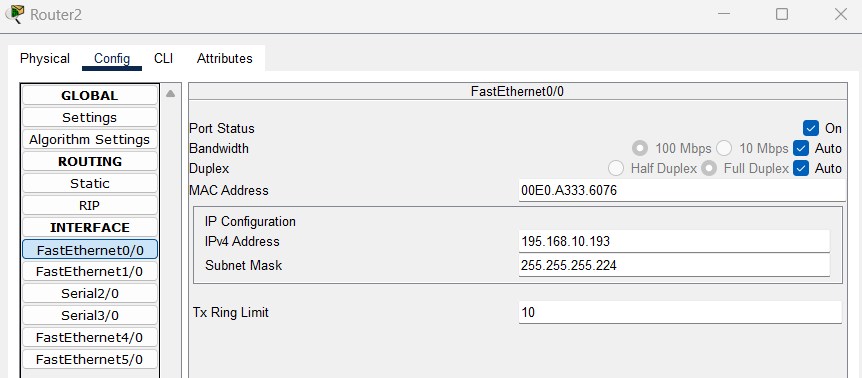 Router2
Physical Config CLI Attributes
GLOBAL
Settings
Algorithm Settings
ROUTING
Static
RIP
INTERFACE
FastEthernet0/0
FastEthernet1/0
Serial2/0
Serial3/0
FastEthernet4/0
FastEthernet5/0
FastEthernet0/0
Port Status On
Bandwidth 100 Mbps 10 Mbps Auto
Duplex Half Duplex Full Duplex Auto
MAC Address 00E0.A333.6076
IP Configuration
IPv4 Address 195.168.10.193
Subnet Mask 255.255.255.224
Tx Ring Limit 10